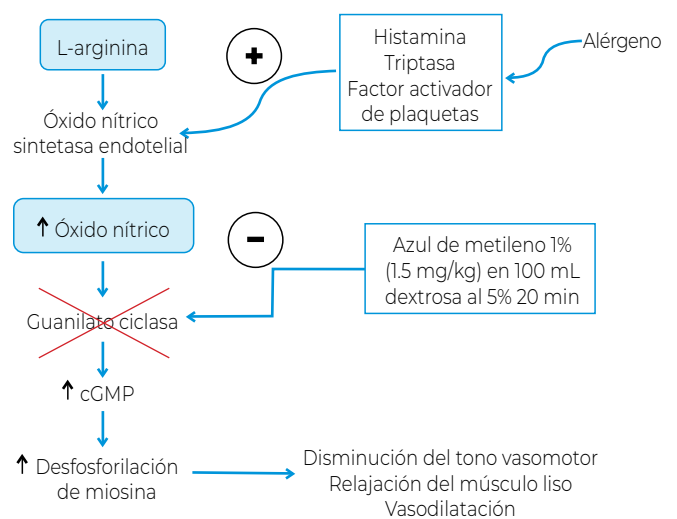 L-arginina
+
Histamina
Triptasa
Factor activador
de plaquetas
Alérgeno
Óxido nítrico
sintetasa endotelial
↑ Óxido nítrico
−
Azul de metileno 1%
(1.5 mg/kg) en 100 mL
dextrosa al 5% 20 min
Guanilato ciclasa
↑ cGMP
↑ Desfosforilación
de miosina
Disminución del tono vasomotor
Relajación del músculo liso
Vasodilatación